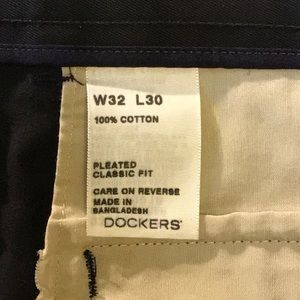 W32 L30
100% COTTON
PLEATED
CLASSIC FIT
CARE ON REVERSE
MADE IN
BANGLADESH
DOCKERS®